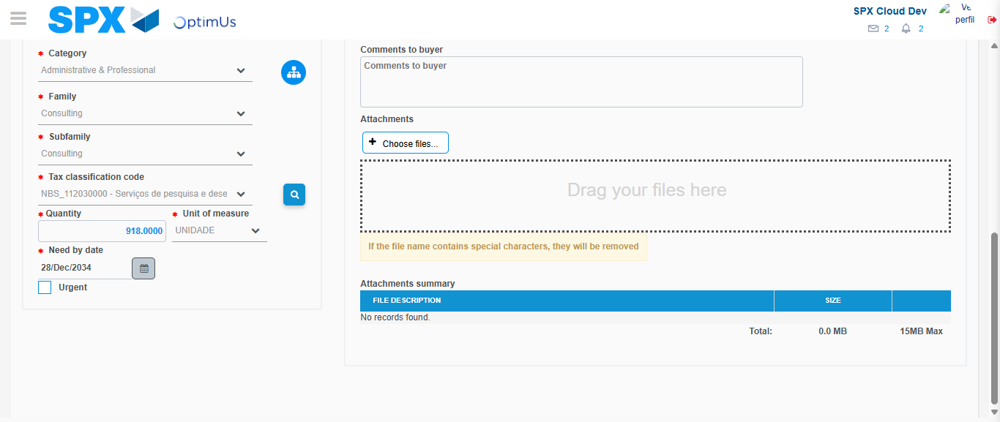 SPX
OptimUs
SPX Cloud Dev
2
2
Ve
perfil
* Category
Administrative & Professional
* Family
Consulting
* Subfamily
Consulting
* Tax classification code
NBS_112030000 - Serviços de pesquisa e dese
* Quantity
918.0000
* Unit of measure
UNIDADE
* Need by date
28/Dec/2034
Urgent
Comments to buyer
Comments to buyer
Attachments
+ Choose files...
Drag your files here
If the file name contains special characters, they will be removed
Attachments summary
FILE DESCRIPTION SIZE
No records found.
Total: 0.0 MB 15MB Max